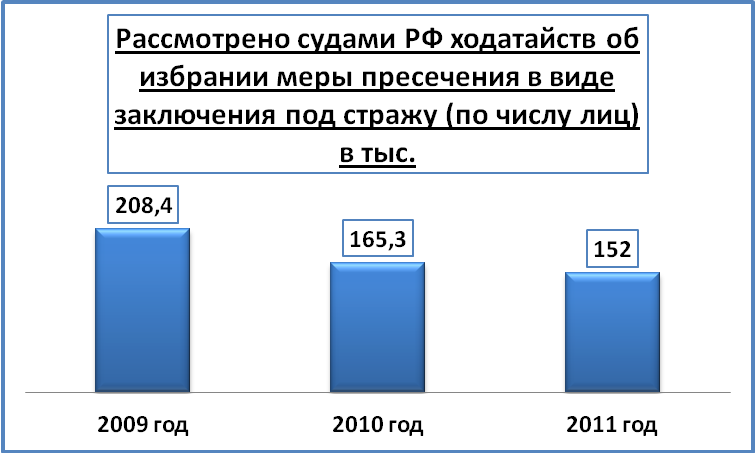 Рассмотрено судами РФ ходатайств об
избрании меры пресечения в виде
заключения под стражу (по числу лиц)
в тыс.
208,4
165,3
152
2009 год
2010 год
2011 год